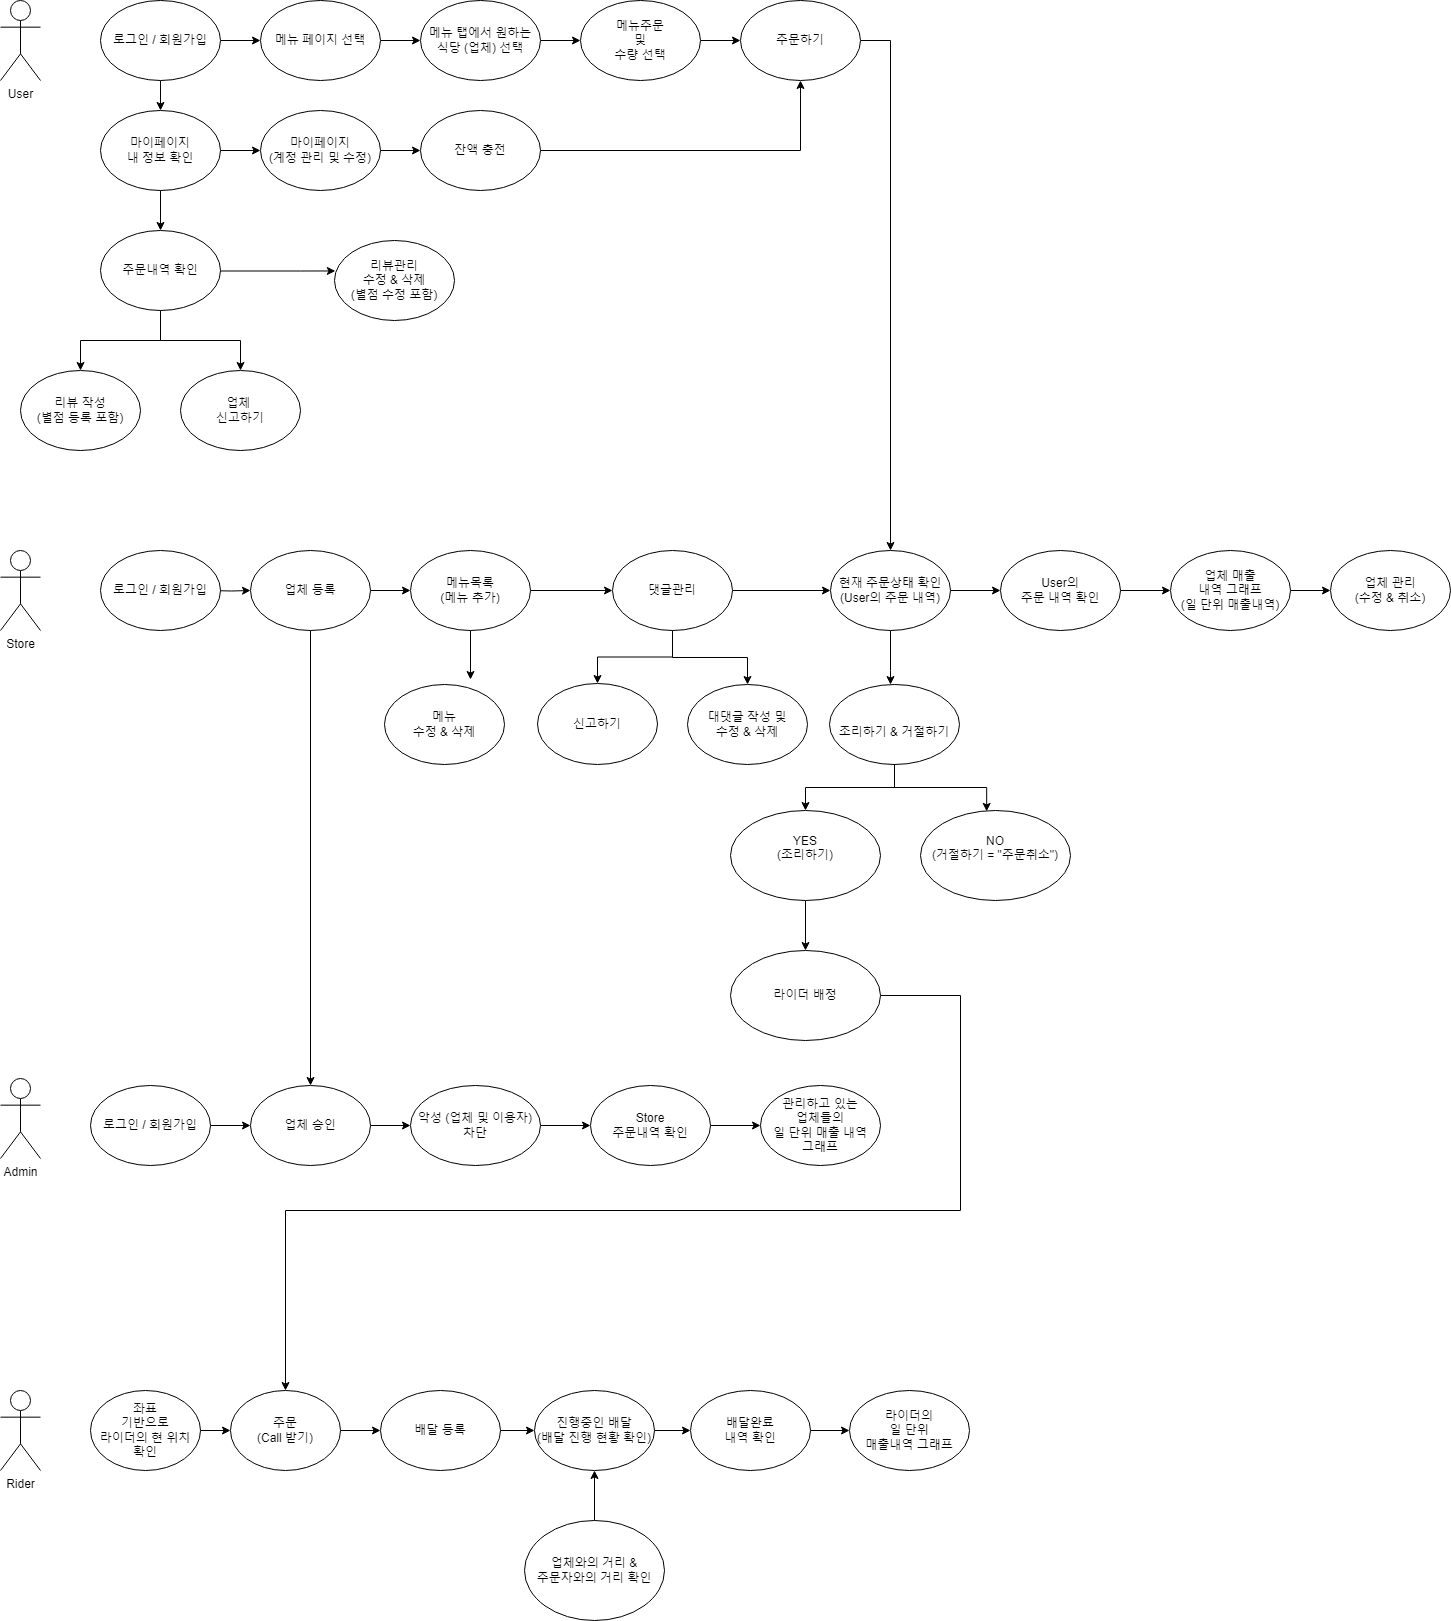 User
로그인 / 회원가입
메뉴 페이지 선택
메뉴 탭에서 원하는
식당 (업체) 선택
메뉴주문
및
수량 선택
주문하기
마이페이지
내 정보 확인
마이페이지
(계정 관리 및 수정)
잔액 충전
주문내역 확인
리뷰관리
수정 & 삭제
(별점 수정 포함)
리뷰 작성
(별점 등록 포함)
업체
신고하기
Store
로그인 / 회원가입
업체 등록
메뉴목록
(메뉴 추가)
댓글관리
현재 주문상태 확인
(User의 주문 내역)
User의
주문 내역 확인
업체 매출
내역 그래프
(일 단위 매출내역)
업체 관리
(수정 & 취소)
메뉴
수정 & 삭제
신고하기
대댓글 작성 및
수정 & 삭제
조리하기 & 거절하기
YES
(조리하기)
NO
(거절하기 = "주문취소")
라이더 배정
Admin
로그인 / 회원가입
업체 승인
악성 (업체 및 이용자)
차단
Store
주문내역 확인
관리하고 있는
업체들의
일 단위 매출 내역
그래프
Rider
좌표
기반으로
라이더의 현 위치
확인
주문
(Call 받기)
배달 등록
진행중인 배달
(배달 진행 현황 확인)
배달완료
내역 확인
라이더의
일 단위
매출내역 그래프
업체와의 거리 &
주문자와의 거리 확인